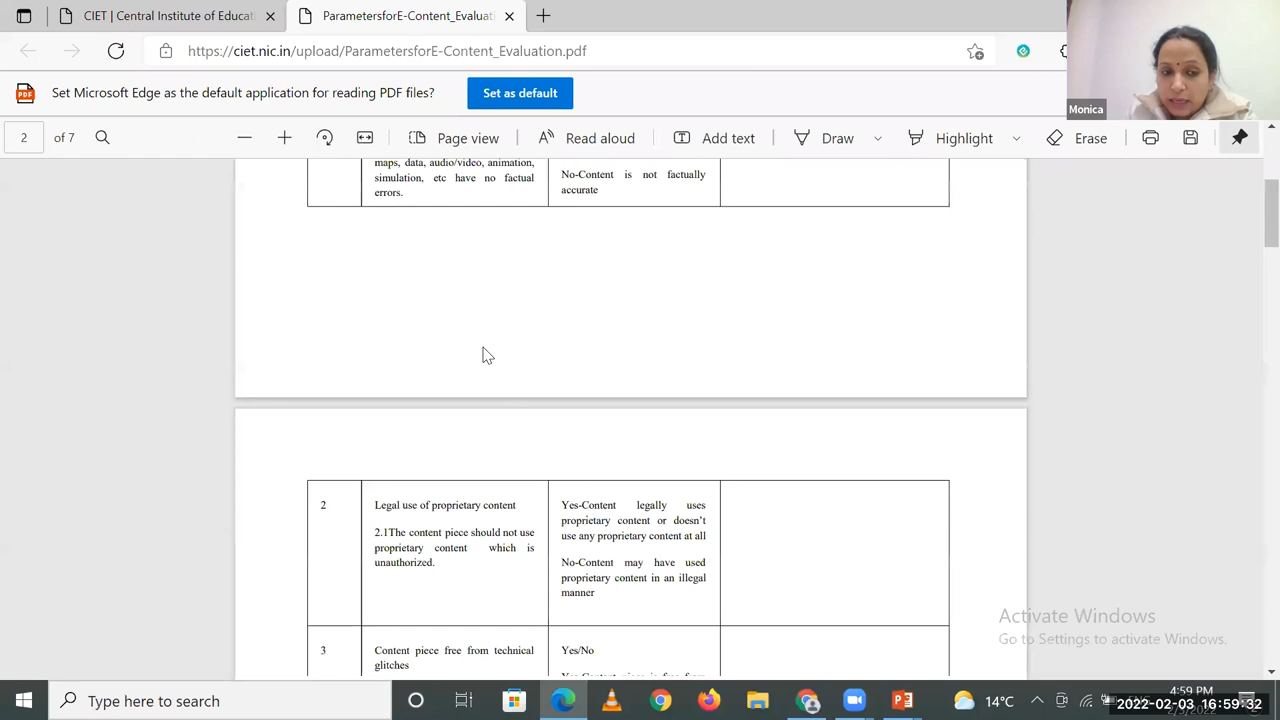 CIET | Central Institute of Educati
ParametersforE-Content_Evaluati
https://ciet.nic.in/upload/ParametersforE-Content_Evaluation.pdf
PDF
Set Microsoft Edge as the default application for reading PDF files?
Set as default
Monica
2 of 7
Page view
Read aloud
Add text
Draw
Highlight
Erase
maps, data, audio/video, animation,
simulation, etc have no factual
errors.
No-Content is not factually
accurate
2
Legal use of proprietary content
2.1The content piece should not use
proprietary content which is
unauthorized.
Yes-Content legally uses
proprietary content or doesn't
use any proprietary content at all
No-Content may have used
proprietary content in an illegal
manner
3
Content piece free from technical
glitches
Yes/No
Activate Windows
Go to Settings to activate Windows.
Type here to search
14°C
4:59 PM
2022-02-03 16:59:32